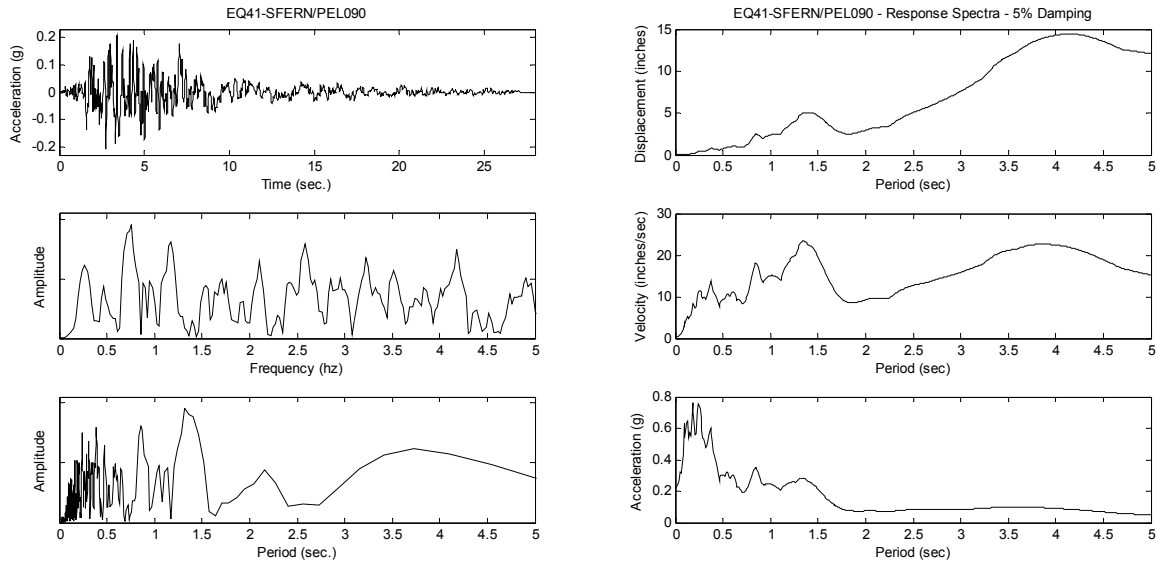 EQ41-SFERN/PEL090
Acceleration (g)
0.2
0.1
0
-0.1
-0.2
0 5 10 15 20 25
Time (sec.)
Amplitude
0 0.5 1 1.5 2 2.5 3 3.5 4 4.5 5
Frequency (hz)
Amplitude
0 0.5 1 1.5 2 2.5 3 3.5 4 4.5 5
Period (sec.)
EQ41-SFERN/PEL090 - Response Spectra - 5% Damping
Displacement (inches)
15
10
5
0
0 0.5 1 1.5 2 2.5 3 3.5 4 4.5 5
Period (sec)
Velocity (inches/sec)
30
20
10
0
0 0.5 1 1.5 2 2.5 3 3.5 4 4.5 5
Period (sec)
Acceleration (g)
0.8
0.6
0.4
0.2
0
0 0.5 1 1.5 2 2.5 3 3.5 4 4.5 5
Period (sec)